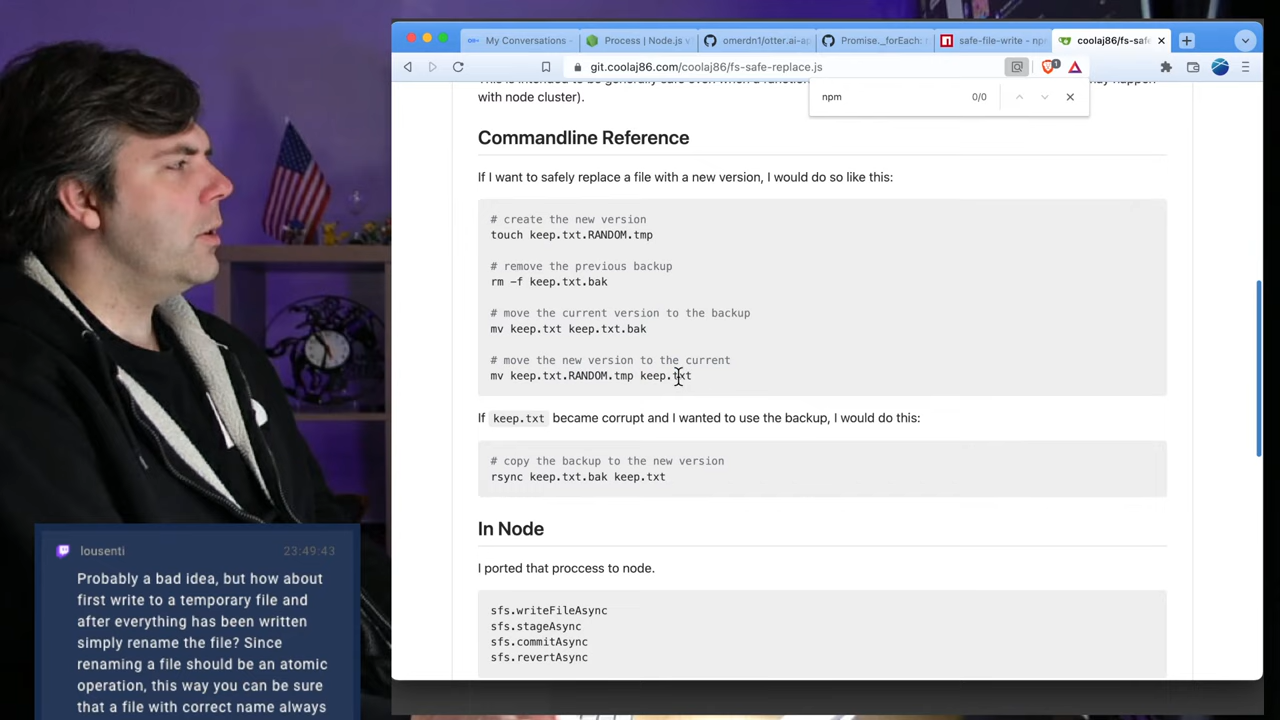 My Conversations -
Process | Node.js v
omerdn1/otter.ai-ap
Promise._forEach:
safe-file-write - npm
coolaj86/fs-saf
git.coolaj86.com/coolaj86/fs-safe-replace.js
1
npm
0/0
with node cluster).
Commandline Reference
If I want to safely replace a file with a new version, I would do so like this:
# create the new version
touch keep.txt.RANDOM.tmp
# remove the previous backup
rm -f keep.txt.bak
# move the current version to the backup
mv keep.txt keep.txt.bak
# move the new version to the current
mv keep.txt.RANDOM.tmp keep.txt
If keep.txt became corrupt and I wanted to use the backup, I would do this:
# copy the backup to the new version
rsync keep.txt.bak keep.txt
In Node
I ported that proccess to node.
sfs.writeFileAsync
sfs.stageAsync
sfs.commitAsync
sfs.revertAsync
lousenti 23:49:43
Probably a bad idea, but how about
first write to a temporary file and
after everything has been written
simply rename the file? Since
renaming a file should be an atomic
operation, this way you can be sure
that a file with correct name always